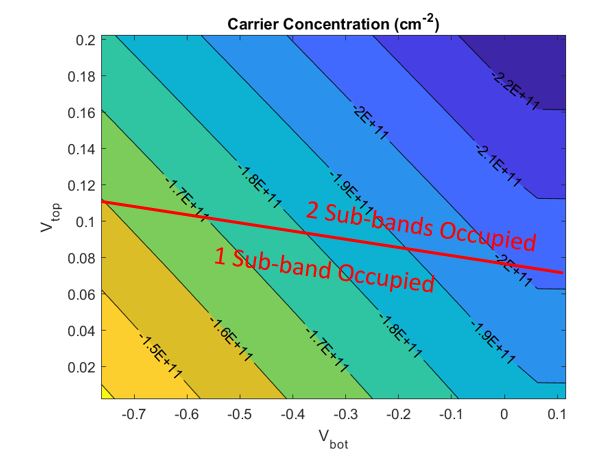 Carrier Concentration (cm-2)
0.2
0.18
0.16
0.14
0.12
0.1
0.08
0.06
0.04
0.02
Vtop
-2.2E+11
-2E+11
-2.1E+11
-1.8E+11
-1.9E+11
-1.7E+11
2 Sub-bands Occupied
1 Sub-band Occupied
-2E+11
-1.5E+11
-1.6E+11
-1.7E+11
-1.8E+11
-1.9E+11
-0.7
-0.6
-0.5
-0.4
-0.3
-0.2
-0.1
0
0.1
Vbot